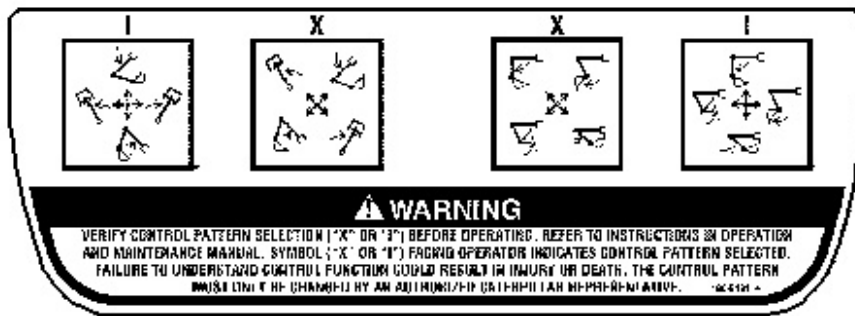 I X X I
WARNING
VERIFY CONTROL PATTERN SELECTION ("X" OR "I") BEFORE OPERATING. REFER TO INSTRUCTIONS IN OPERATION
AND MAINTENANCE MANUAL. SYMBOL ("X" OR "I") FACING OPERATOR INDICATES CONTROL PATTERN SELECTED.
FAILURE TO UNDERSTAND CONTROL FUNCTION COULD RESULT IN INJURY OR DEATH. THE CONTROL PATTERN
MUST ONLY BE CHANGED BY AN AUTHORIZED CATERPILLAR REPRESENTATIVE.